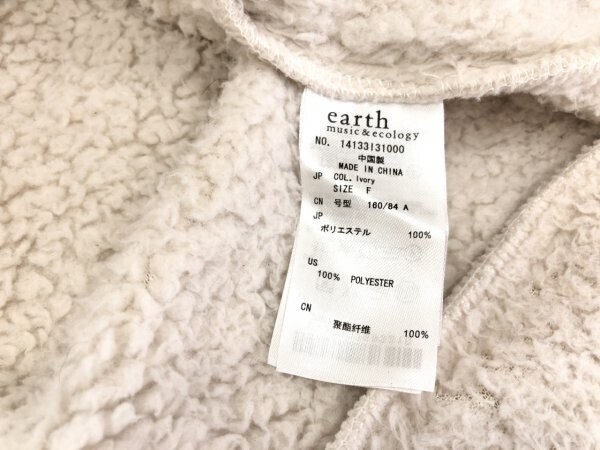 earth
music&ecology
NO. 14133131000
中国製
MADE IN CHINA
JP COL. Ivory
SIZE F
CN 号型 160/84 A
JP
ポリエステル 100%
US
100% POLYESTER
CN
聚酯纤维 100%